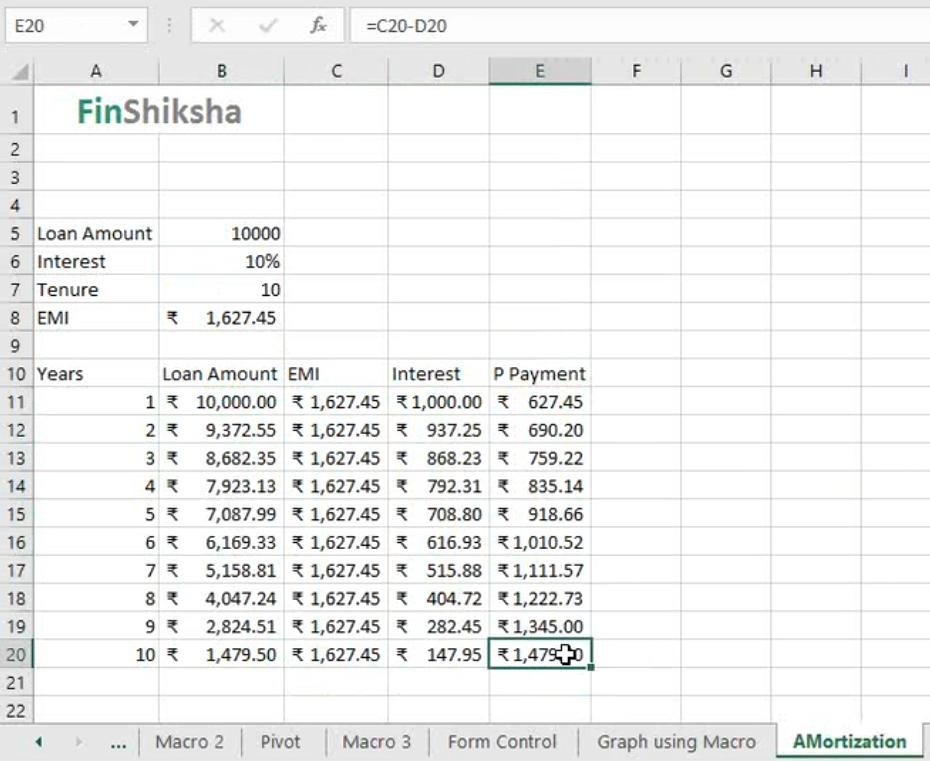 E20 fx =C20-D20
A B C D E F G H I
1 FinShiksha
2
3
4
5 Loan Amount 10000
6 Interest 10%
7 Tenure 10
8 EMI ₹ 1,627.45
9
10 Years Loan Amount EMI Interest P Payment
11 1 ₹ 10,000.00 ₹ 1,627.45 ₹ 1,000.00 ₹ 627.45
12 2 ₹ 9,372.55 ₹ 1,627.45 ₹ 937.25 ₹ 690.20
13 3 ₹ 8,682.35 ₹ 1,627.45 ₹ 868.23 ₹ 759.22
14 4 ₹ 7,923.13 ₹ 1,627.45 ₹ 792.31 ₹ 835.14
15 5 ₹ 7,087.99 ₹ 1,627.45 ₹ 708.80 ₹ 918.66
16 6 ₹ 6,169.33 ₹ 1,627.45 ₹ 616.93 ₹ 1,010.52
17 7 ₹ 5,158.81 ₹ 1,627.45 ₹ 515.88 ₹ 1,111.57
18 8 ₹ 4,047.24 ₹ 1,627.45 ₹ 404.72 ₹ 1,222.73
19 9 ₹ 2,824.51 ₹ 1,627.45 ₹ 282.45 ₹ 1,345.00
20 10 ₹ 1,479.50 ₹ 1,627.45 ₹ 147.95 ₹
21
22
... Macro 2 Pivot Macro 3 Form Control Graph using Macro AMortization